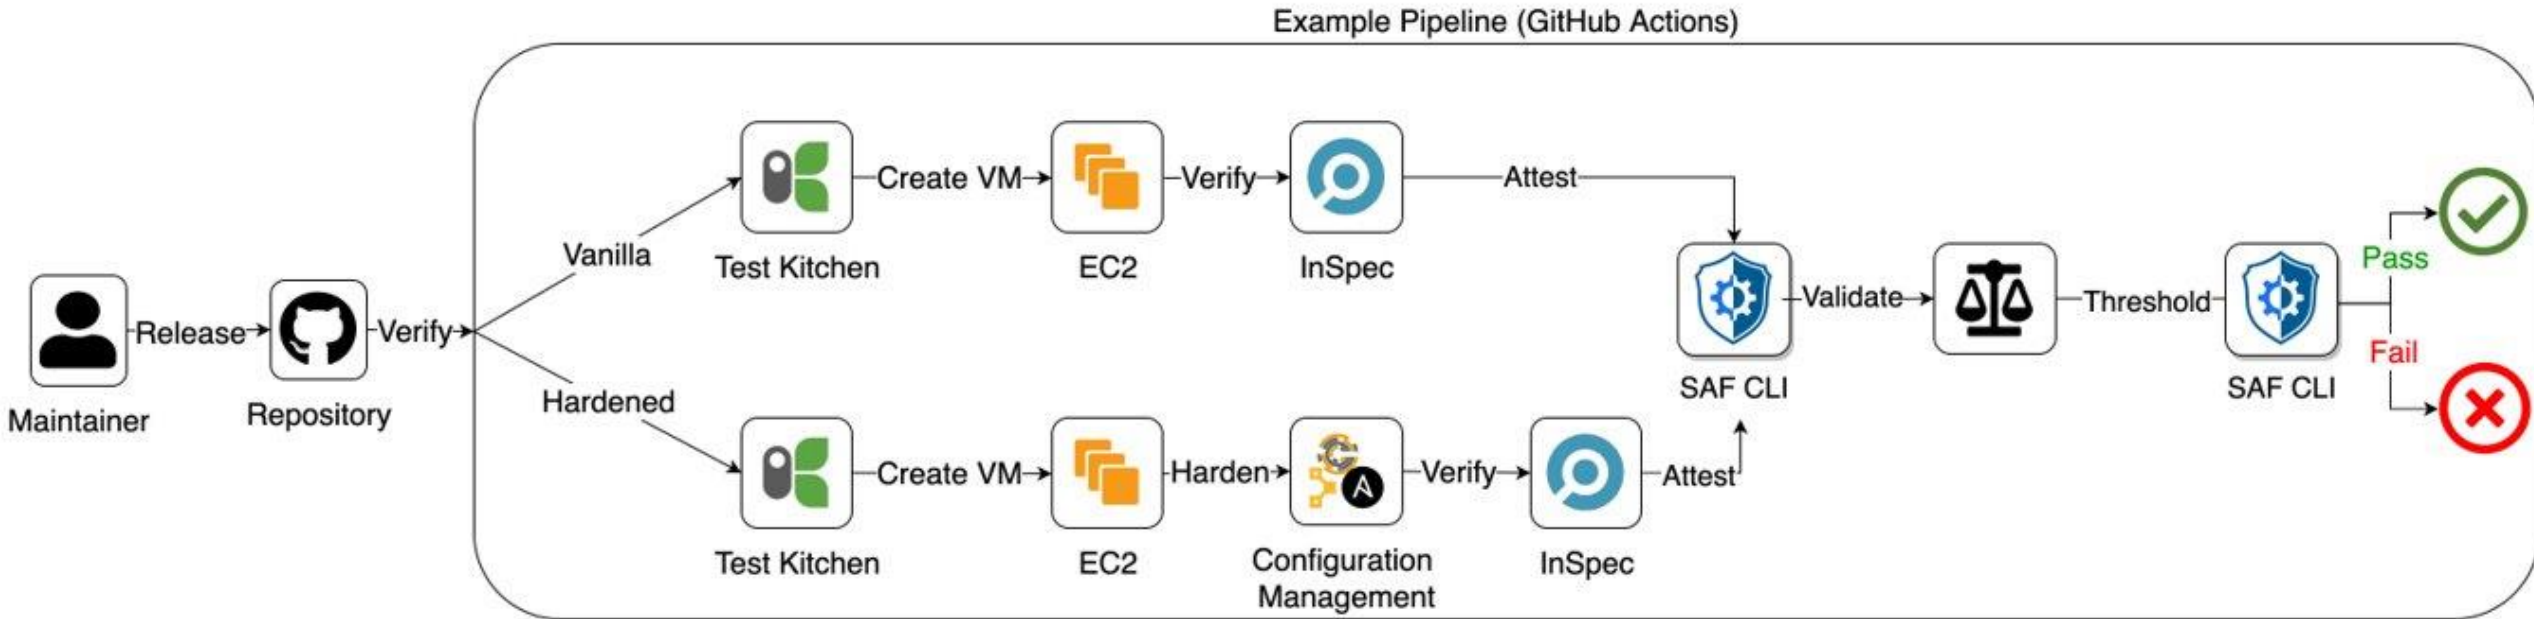 Example Pipeline (GitHub Actions)
Maintainer
Release
Repository
Verify
Vanilla
Test Kitchen
Create VM
EC2
Verify
InSpec
Attest
Hardened
Test Kitchen
Create VM
EC2
Harden
Configuration
Management
Verify
InSpec
Attest
SAF CLI
Validate
Threshold
SAF CLI
Pass
Fail